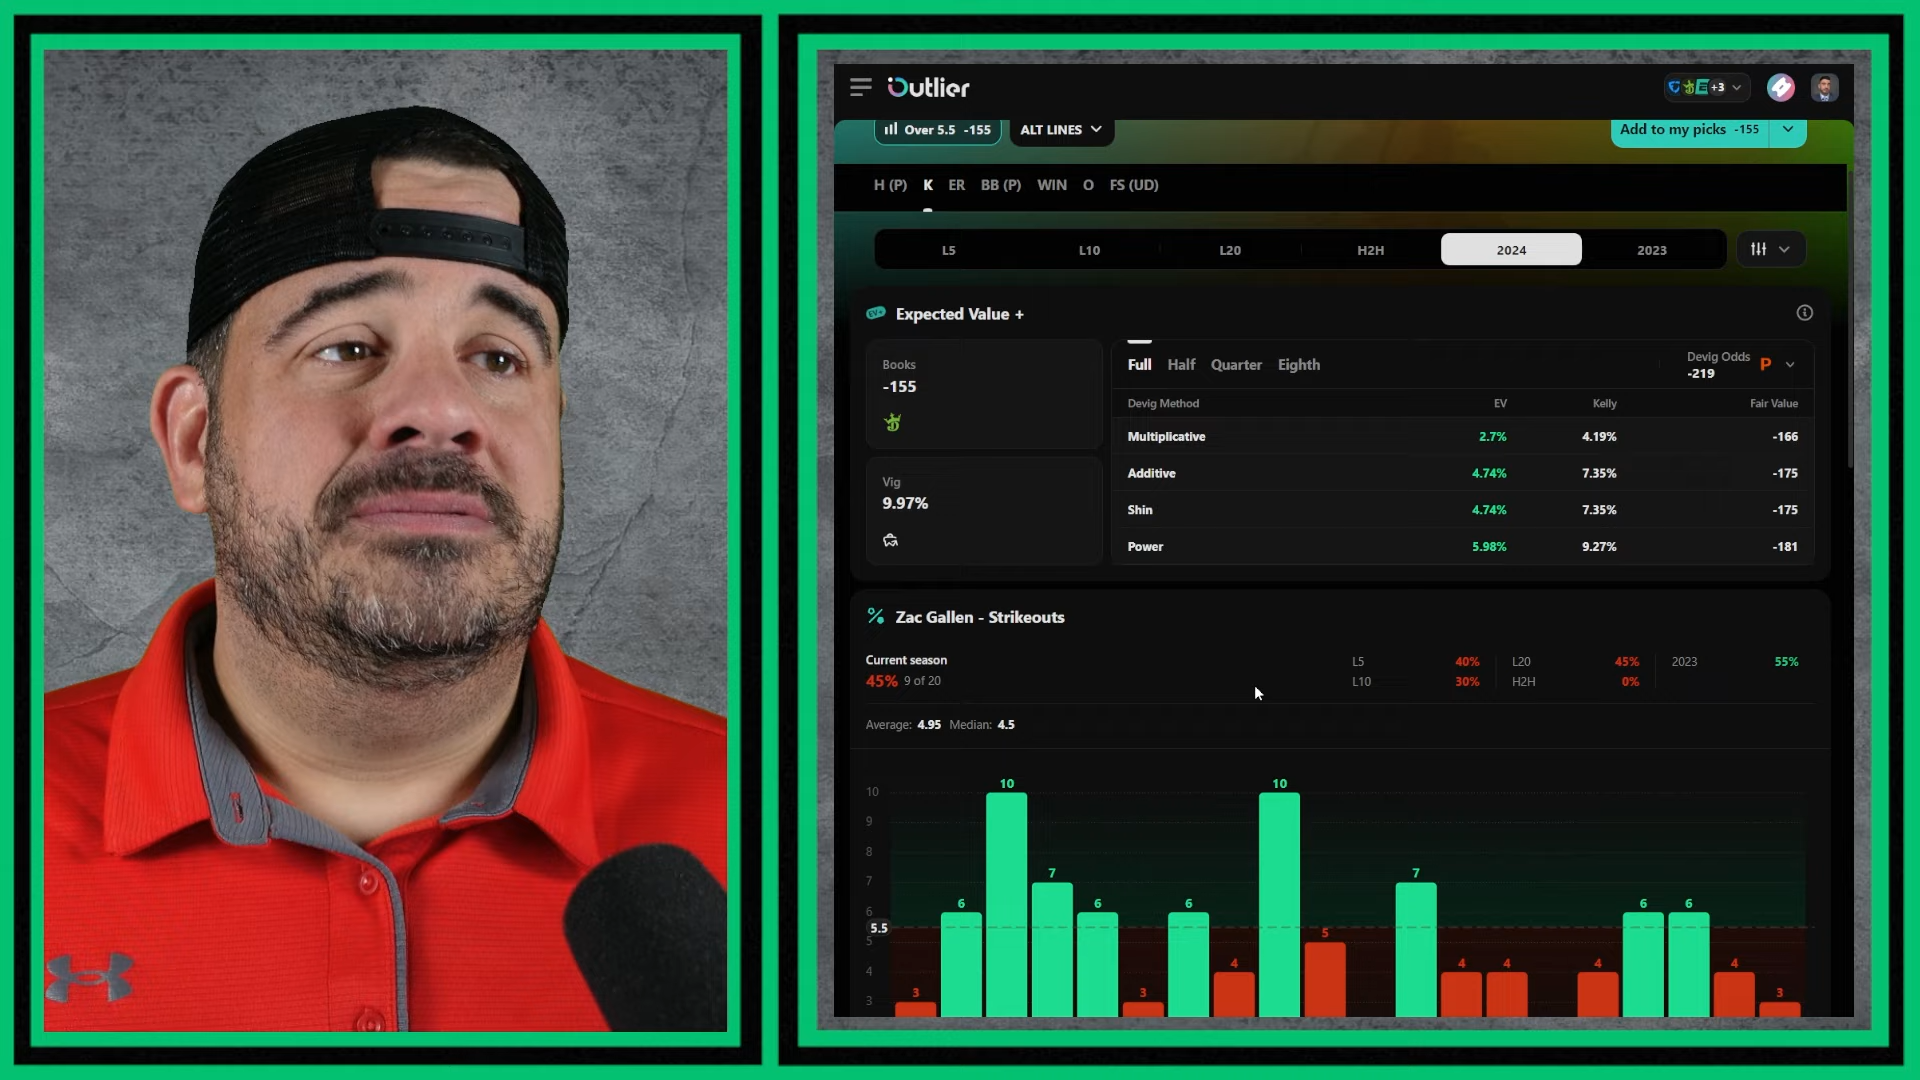 Outlier
+3
Over 5.5 -155
ALT LINES
Add to my picks -155
H (P) K ER BB (P) WIN O FS (UD)
L5 L10 L20 H2H 2024 2023
EV+ Expected Value +
Books
-155
Vig
9.97%
Full Half Quarter Eighth
Devig Odds
-219
P
Devig Method EV Kelly Fair Value
Multiplicative 2.7% 4.19% -166
Additive 4.74% 7.35% -175
Shin 4.74% 7.35% -175
Power 5.98% 9.27% -181
Zac Gallen - Strikeouts
Current season
45% 9 of 20
L5 40% L20 45% 2023 55%
L10 30% H2H 0%
Average: 4.95 Median: 4.5
10
9
8
7
6
5.5
5
4
3
3 6 10 7 6 3 6 4 10 5 7 4 4 4 6 6 4 3